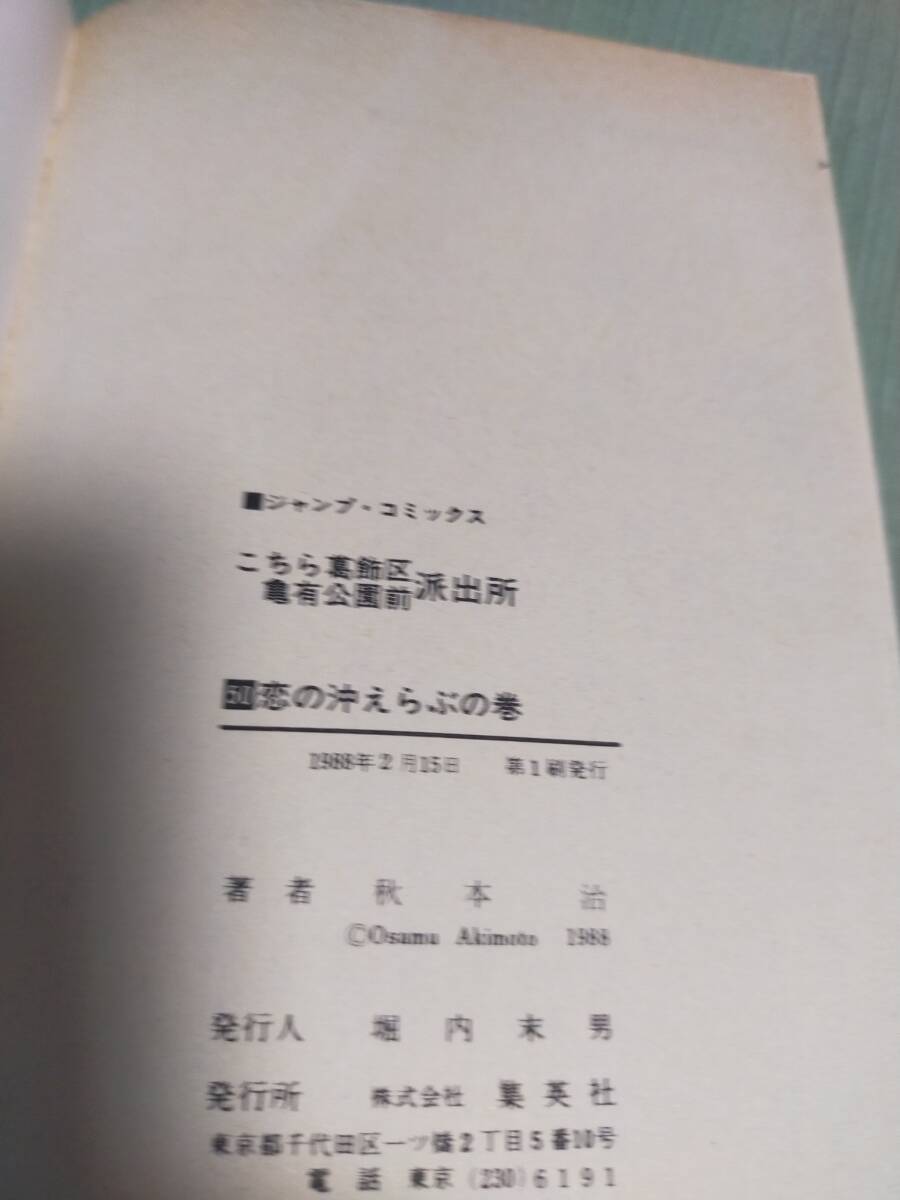 ■ジャンプ・コミックス
こちら葛飾区
亀有公園前派出所
恋の沖えらぶの巻
1988年2月15日 第1刷発行
著者 秋本治
©Osamu Akimoto 1988
発行人 堀内末男
発行所 株式会社 集英社
東京都千代田区一ツ橋2丁目5番10号
電話 東京 (230) 6191